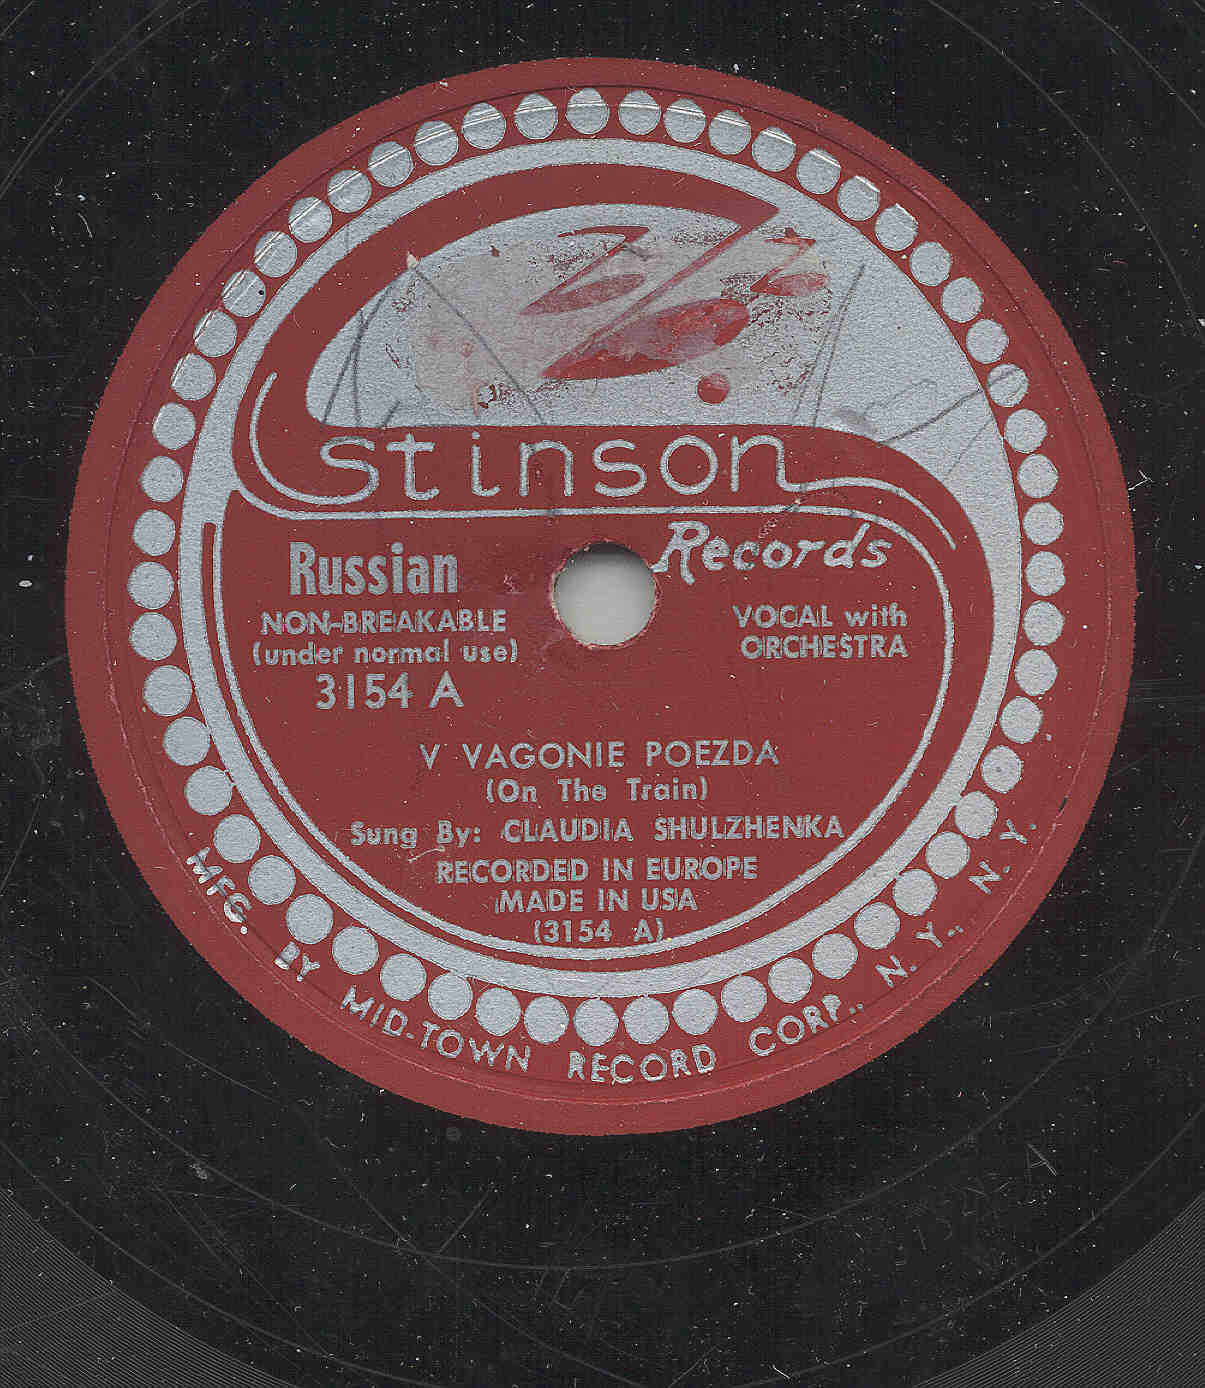 Stinson
Records
Russian
NON-BREAKABLE
(under normal use)
3154 A
VOCAL with
ORCHESTRA
V VAGONIE POEZDA
(On The Train)
Sung By: CLAUDIA SHULZHENKA
RECORDED IN EUROPE
MADE IN USA
(3154 A)
MFG. BY MID-TOWN RECORD CORP., N. Y., N. Y.